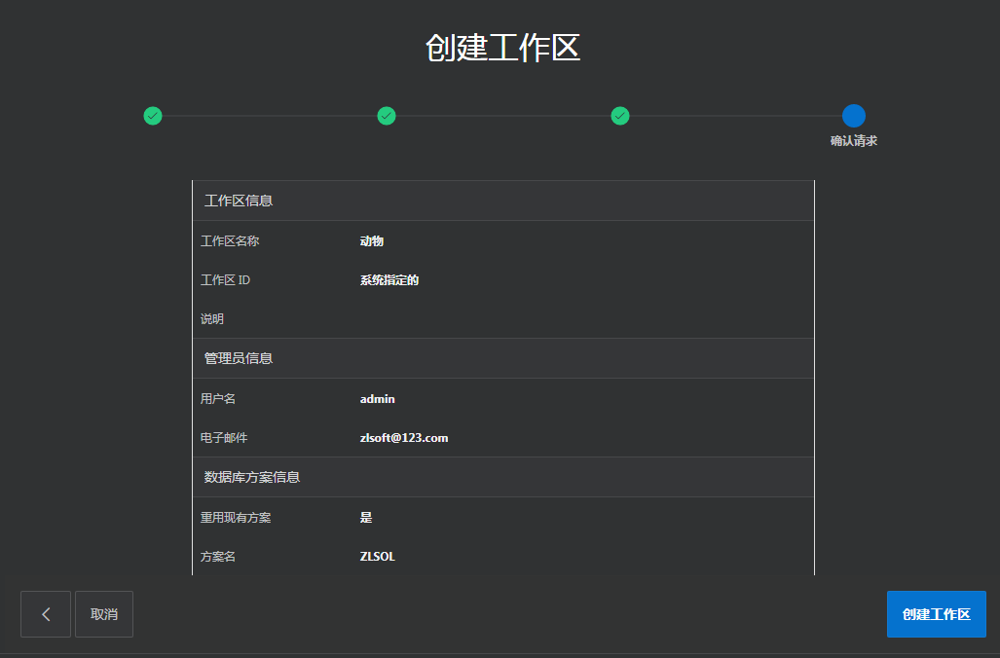 创建工作区
确认请求
工作区信息
工作区名称 动物
工作区 ID 系统指定的
说明
管理员信息
用户名 admin
电子邮件 zlsoft@123.com
数据库方案信息
重用现有方案 是
方案名 ZLSOL
取消 创建工作区